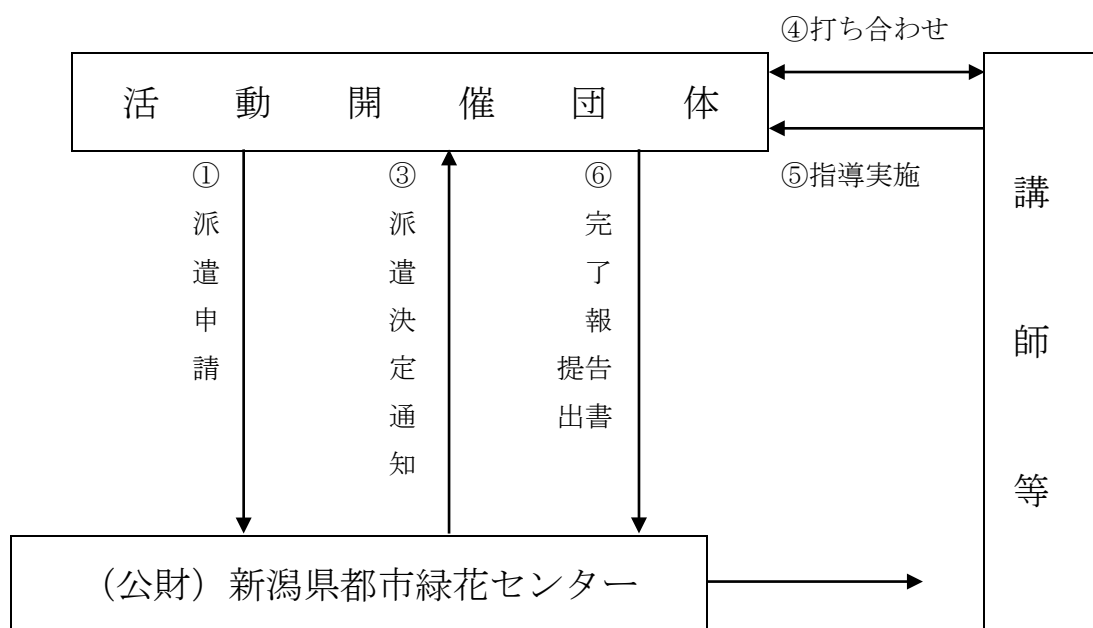 ④打ち合わせ
活動開催団体
⑤指導実施
①派遣申請
③派遣決定通知
⑥完了報告書提出
講師等
（公財）新潟県都市緑花センター